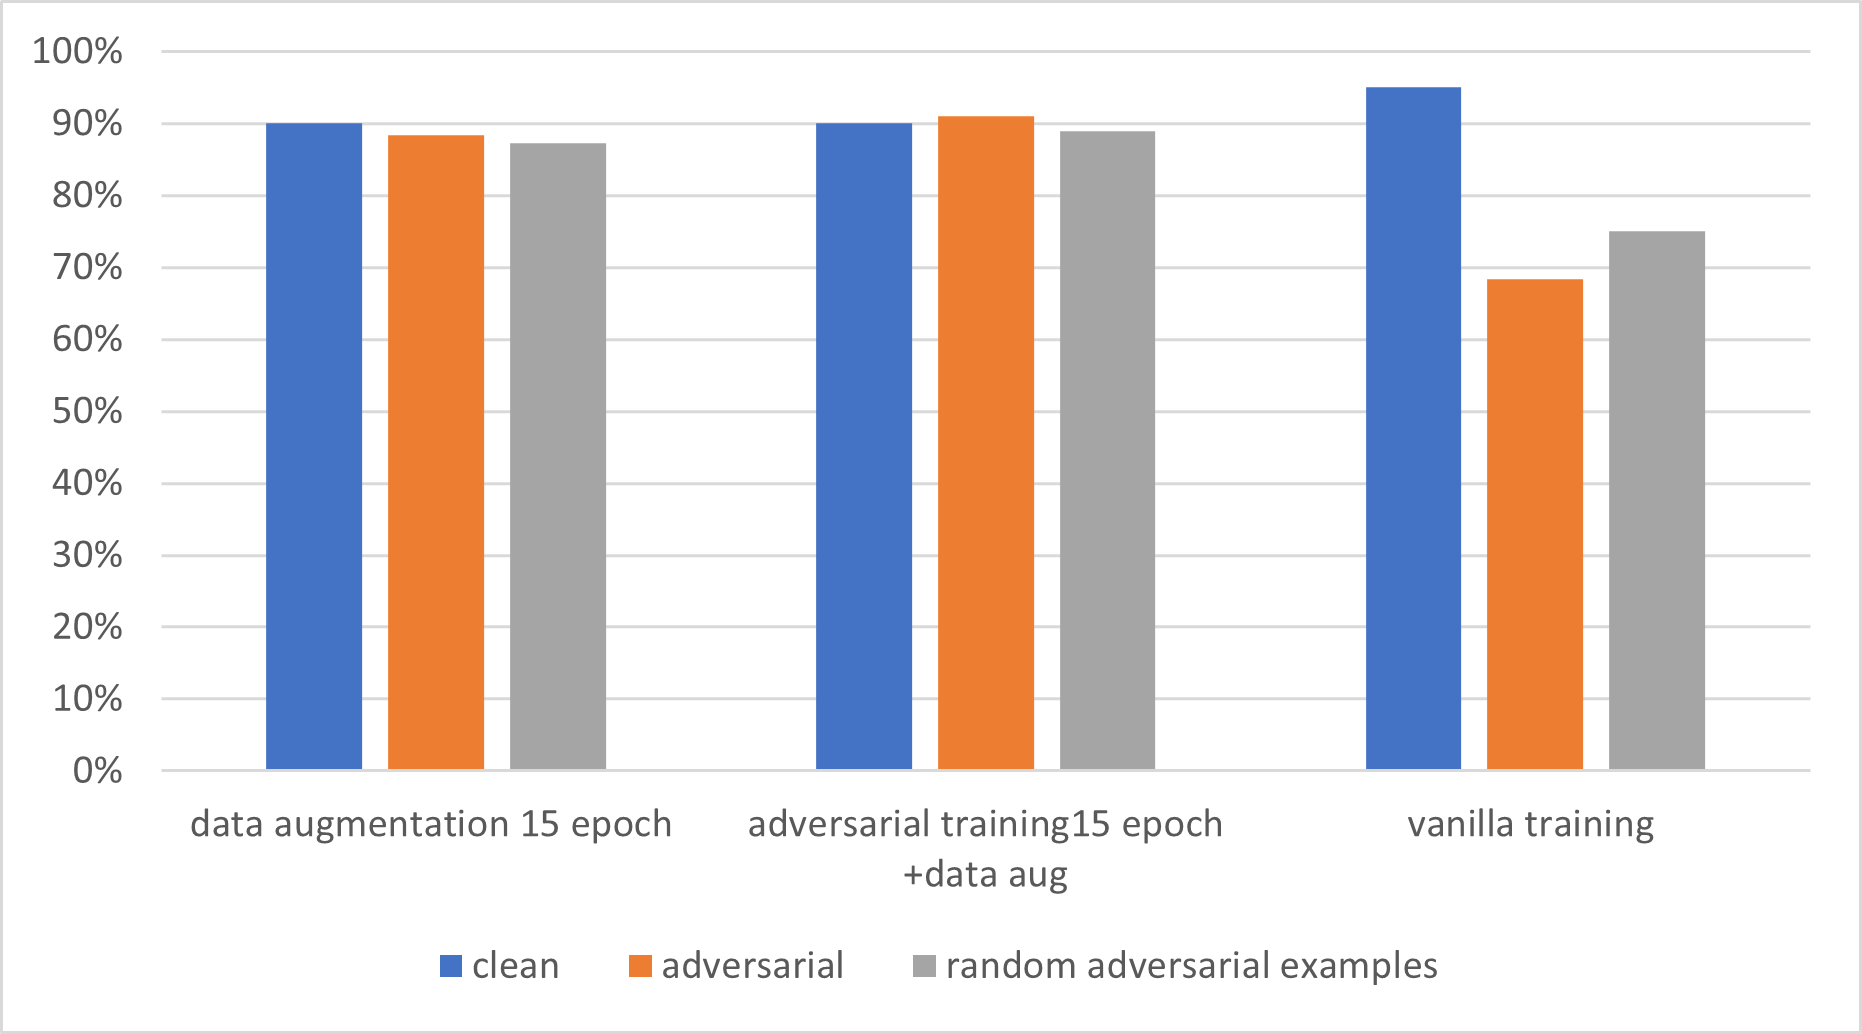 100%
90%
80%
70%
60%
50%
40%
30%
20%
10%
0%
data augmentation 15 epoch
adversarial training15 epoch
+data aug
vanilla training
clean
adversarial
random adversarial examples